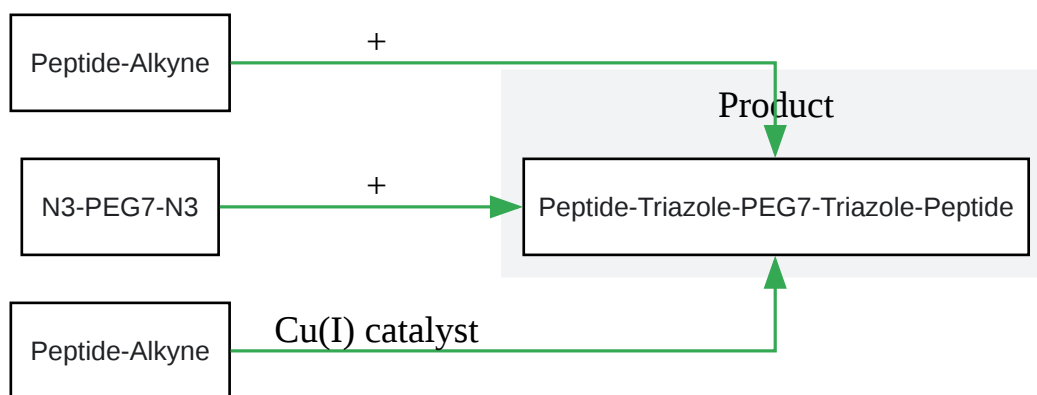 Peptide-Alkyne
+
Product
N3-PEG7-N3
+
Peptide-Triazole-PEG7-Triazole-Peptide
Peptide-Alkyne
Cu(I) catalyst